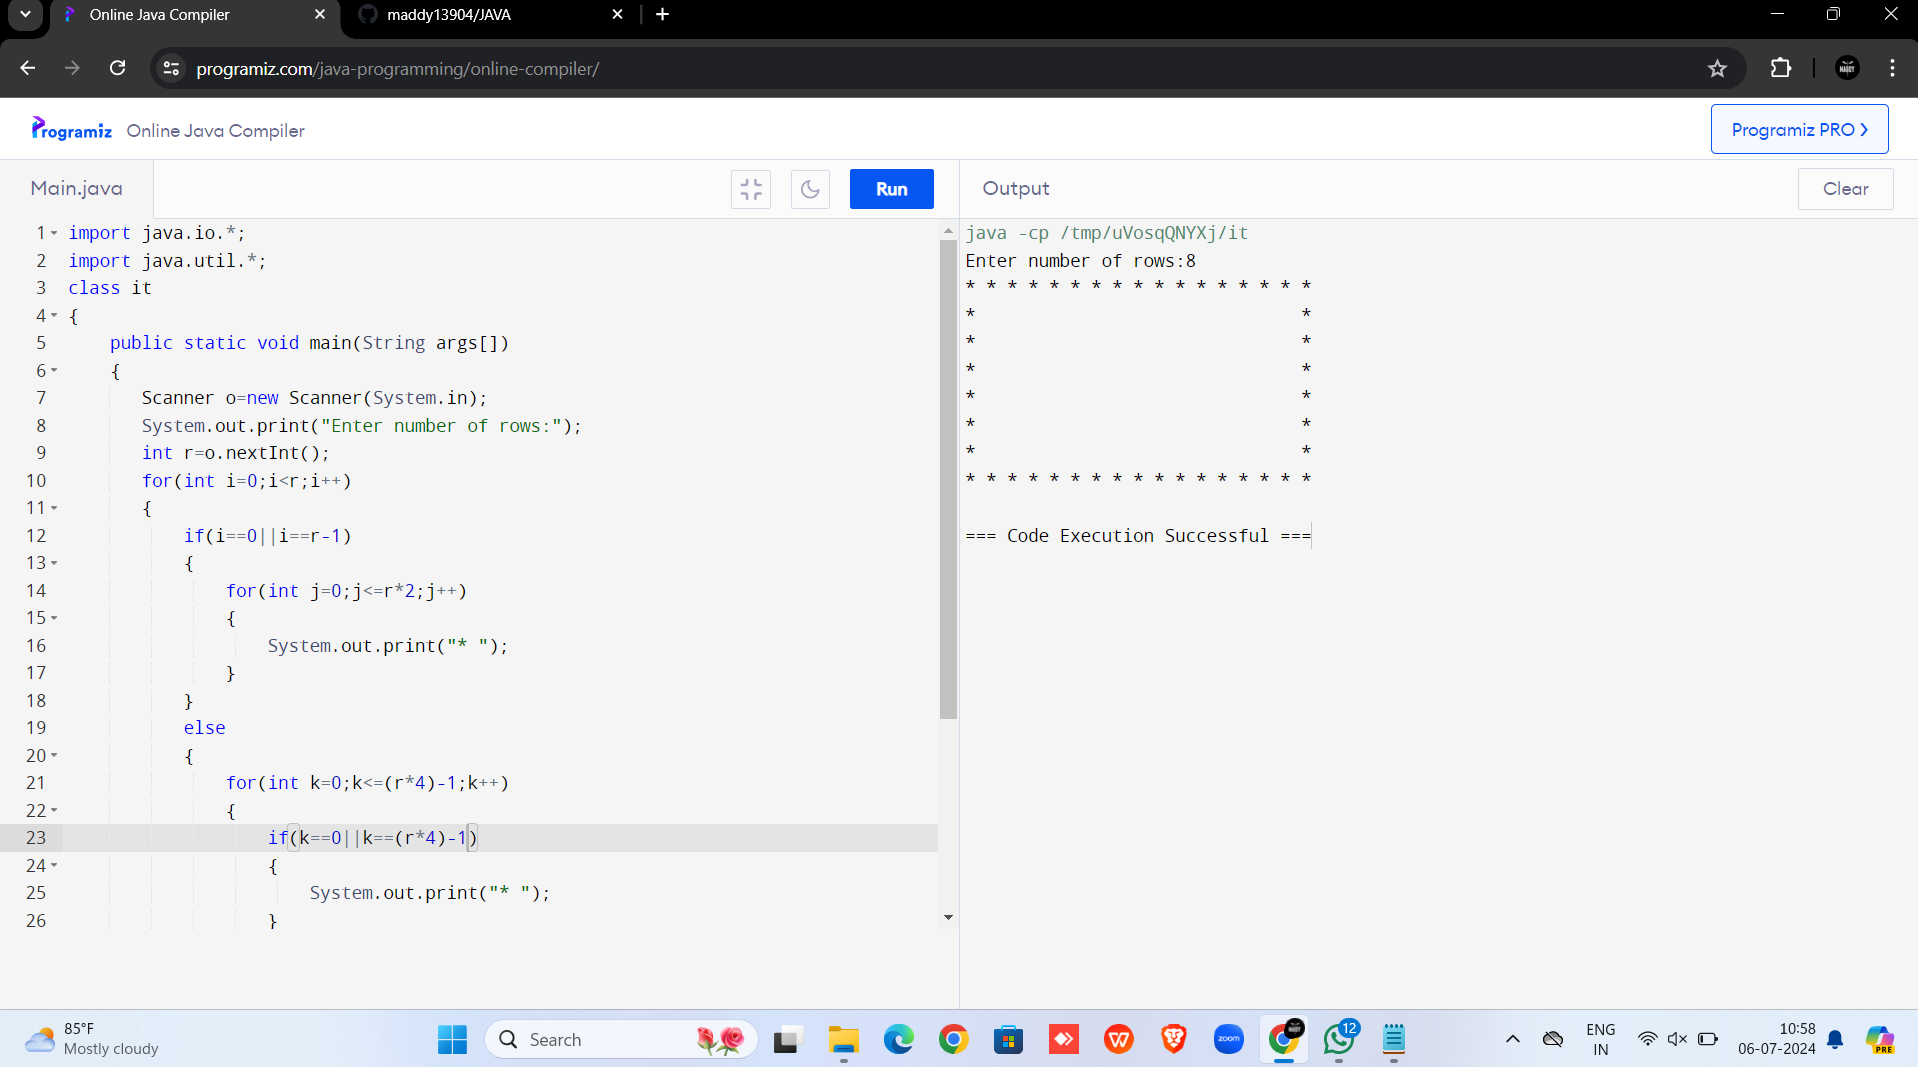 Online Java Compiler
maddy13904/JAVA
programiz.com/java-programming/online-compiler/
Programiz Online Java Compiler
Programiz PRO
Main.java
Run
Output
Clear
1 import java.io.*;
2 import java.util.*;
3 class it
4 {
5 public static void main(String args[])
6 {
7 Scanner o=new Scanner(System.in);
8 System.out.print("Enter number of rows:");
9 int r=o.nextInt();
10 for(int i=0;i<r;i++)
11 {
12 if(i==0||i==r-1)
13 {
14 for(int j=0;j<=r*2;j++)
15 {
16 System.out.print("* ");
17 }
18 }
19 else
20 {
21 for(int k=0;k<=(r*4)-1;k++)
22 {
23 if(k==0||k==(r*4)-1)
24 {
25 System.out.print("* ");
26 }
java -cp /tmp/uVosqQNYXj/it
Enter number of rows:8
* * * * * * * * * * * * * * * * *
*                               *
*                               *
*                               *
*                               *
*                               *
*                               *
* * * * * * * * * * * * * * * * *
=== Code Execution Successful ===
85°F
Mostly cloudy
Search
zoom
12
ENG
IN
10:58
06-07-2024
PRE